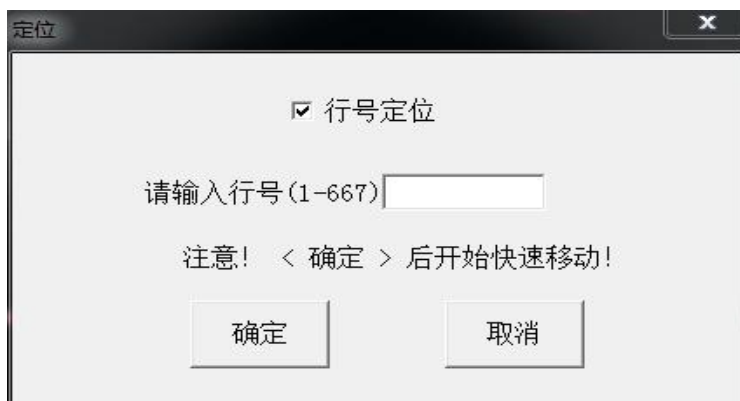 定位
行号定位
请输入行号(1-667)
注意! < 确定 > 后开始快速移动!
确定
取消